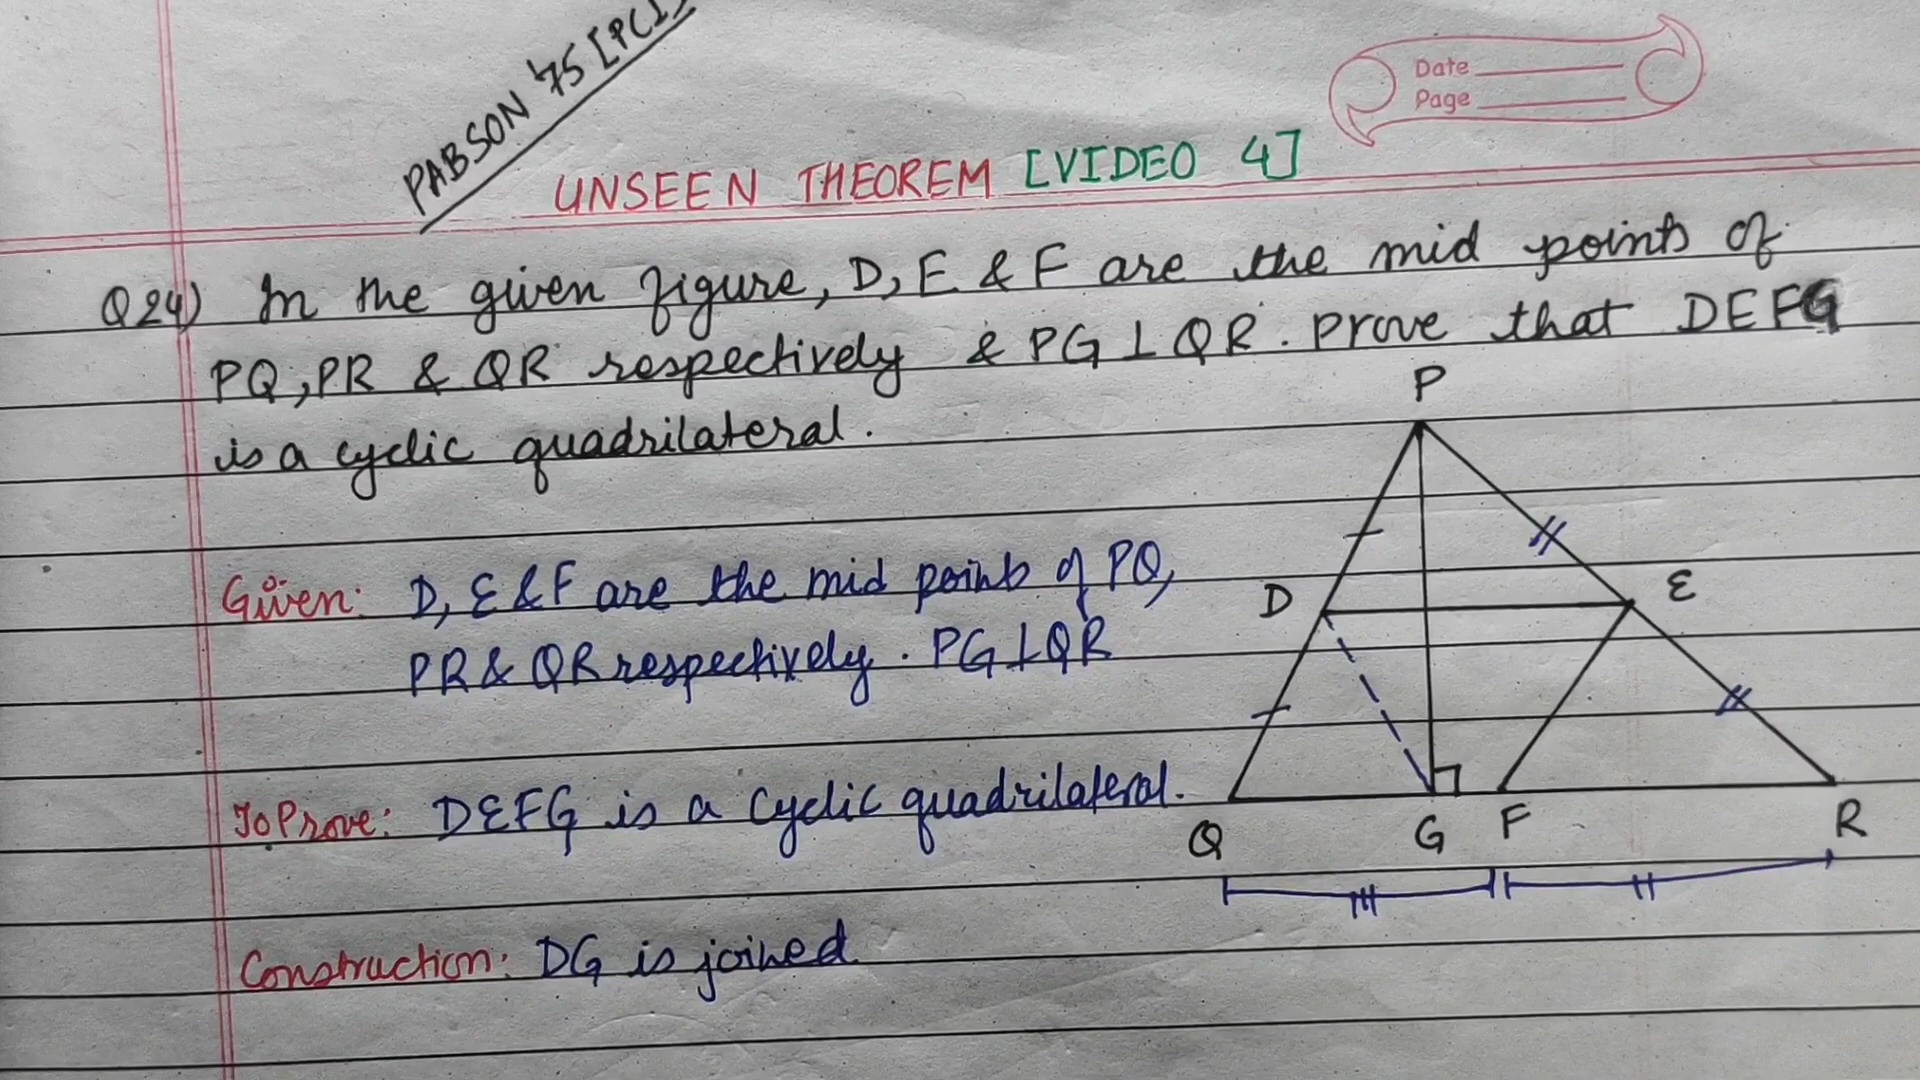 PABSON '75 [PCI]
Date
Page
UNSEEN THEOREM [VIDEO 4]
Q24) In the given figure, D, E & F are the mid points of
PQ, PR & QR respectively & PG ⊥ QR. Prove that DEFG
is a cyclic quadrilateral.
P
Given: D, E & F are the mid points of PQ,
PR & QR respectively. PG ⊥ QR
D
E
To Prove: DEFG is a cyclic quadrilateral.
Q
G
F
R
Construction: DG is joined